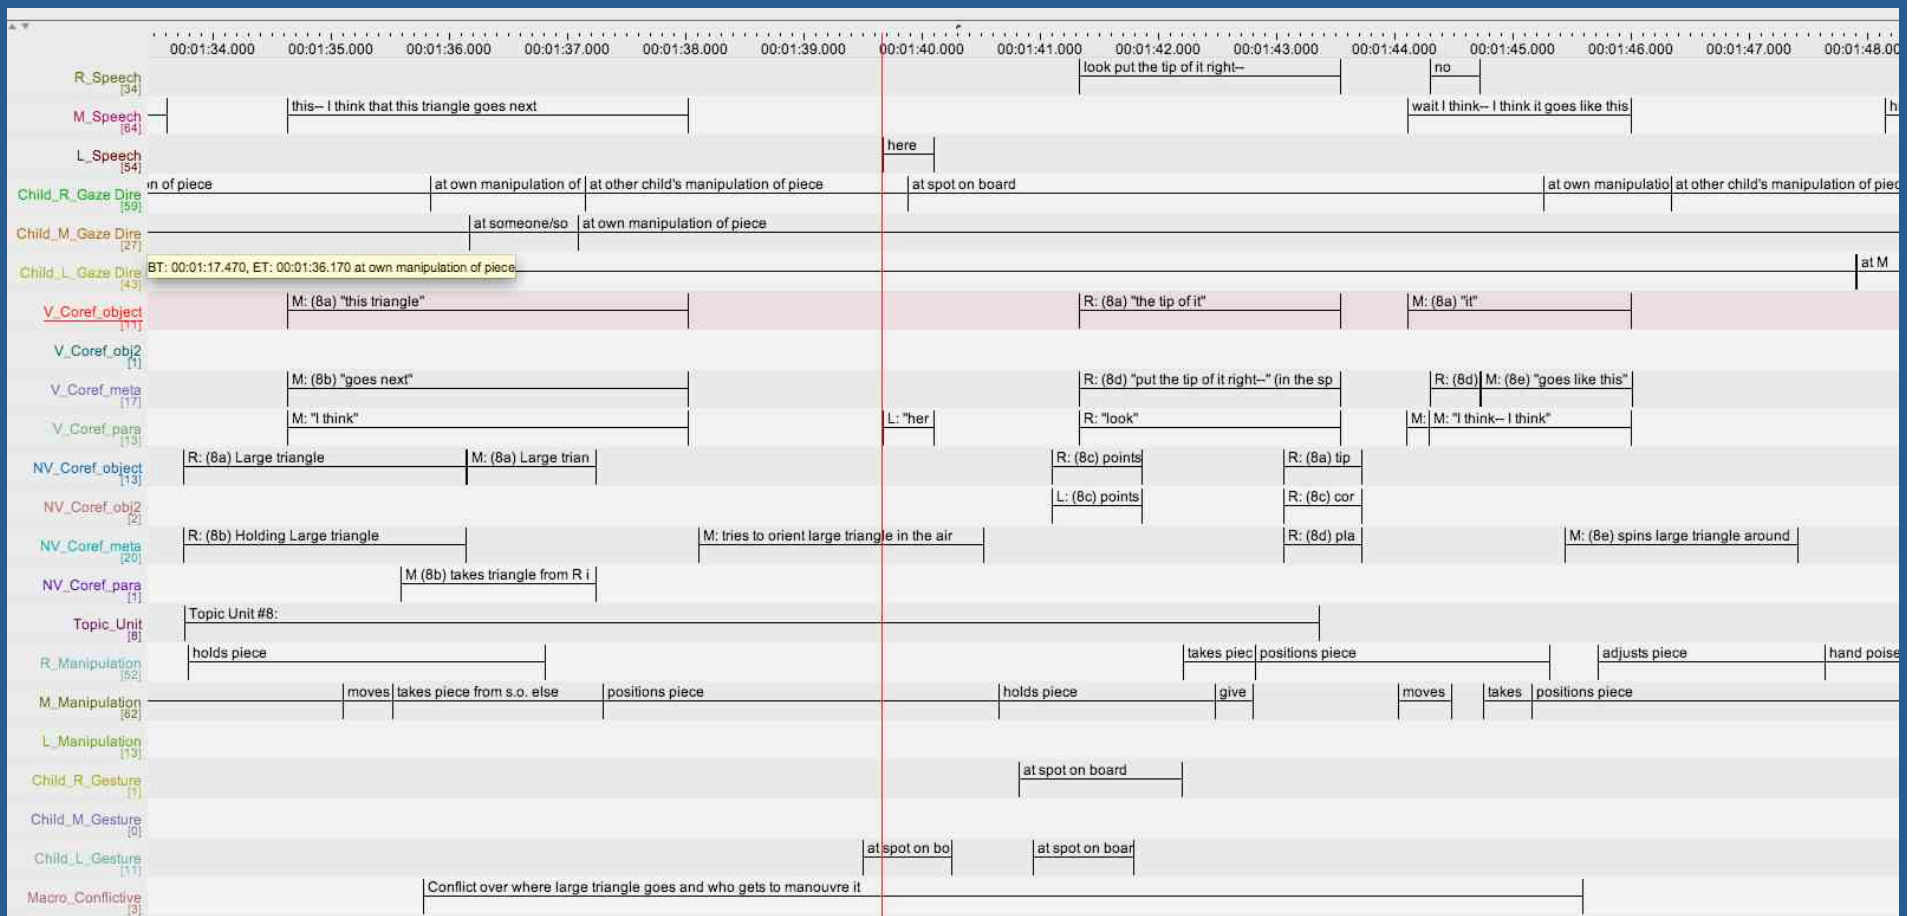 00:01:34.000 00:01:35.000 00:01:36.000 00:01:37.000 00:01:38.000 00:01:39.000 00:01:40.000 00:01:41.000 00:01:42.000 00:01:43.000 00:01:44.000 00:01:45.000 00:01:46.000 00:01:47.000 00:01:48.00
R_Speech [34] look put the tip of it right-- no
M_Speech [64] this-- I think that this triangle goes next wait I think-- I think it goes like this h
L_Speech [54] here
Child_R_Gaze Dire [59] n of piece at own manipulation of at other child's manipulation of piece at spot on board at own manipulatio at other child's manipulation of piec
Child_M_Gaze Dire [27] at someone/so at own manipulation of piece
Child_L_Gaze Dire [43] BT: 00:01:17.470, ET: 00:01:36.170 at own manipulation of piece at M
V_Coref_object [11] M: (8a) "this triangle" R: (8a) "the tip of it" M: (8a) "it"
V_Coref_obj2 [1]
V_Coref_meta [17] M: (8b) "goes next" R: (8d) "put the tip of it right--" (in the sp R: (8d) M: (8e) "goes like this"
V_Coref_para [13] M: "I think" L: "her R: "look" M: M: "I think-- I think"
NV_Coref_object [13] R: (8a) Large triangle M: (8a) Large trian R: (8c) points R: (8a) tip
NV_Coref_obj2 [2] L: (8c) points R: (8c) cor
NV_Coref_meta [20] R: (8b) Holding Large triangle M: tries to orient large triangle in the air R: (8d) pla M: (8e) spins large triangle around
NV_Coref_para [1] M (8b) takes triangle from R i
Topic_Unit [8] Topic Unit #8:
R_Manipulation [52] holds piece takes piec positions piece adjusts piece hand poise
M_Manipulation [62] moves takes piece from s.o. else positions piece holds piece give moves takes positions piece
L_Manipulation [13]
Child_R_Gesture [1] at spot on board
Child_M_Gesture [0]
Child_L_Gesture [11] at spot on bo at spot on boar
Macro_Conflictive [3] Conflict over where large triangle goes and who gets to manouvre it